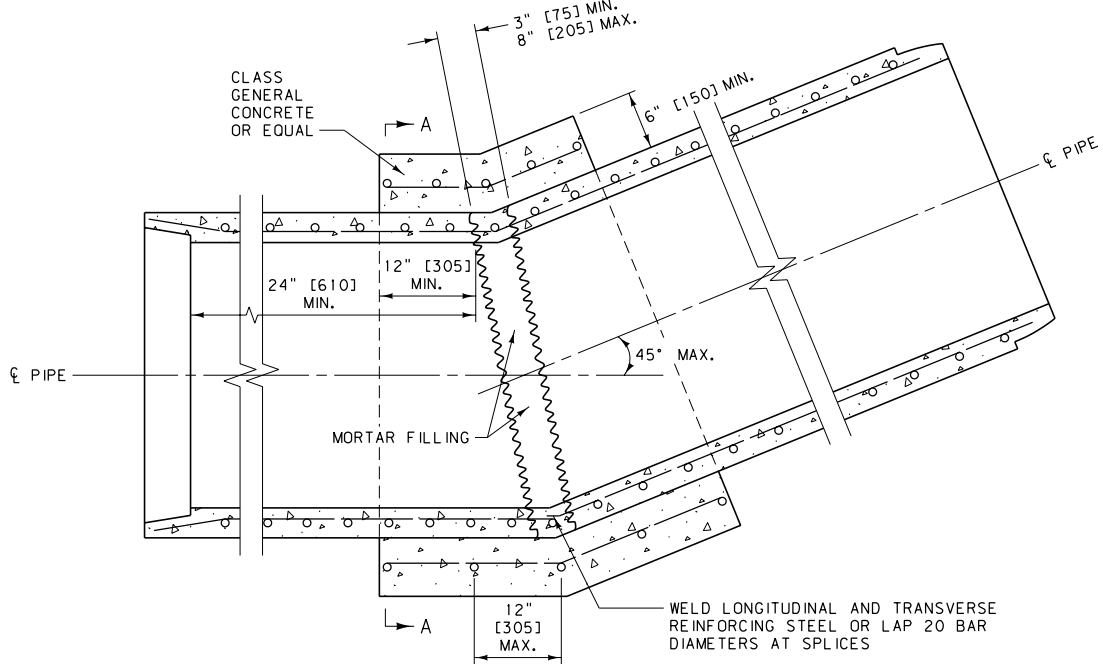 3" [75] MIN.
8" [205] MAX.
CLASS
GENERAL
CONCRETE
OR EQUAL
A
6" [150] MIN.
℄ PIPE
12" [305]
MIN.
24" [610]
MIN.
45° MAX.
℄ PIPE
MORTAR FILLING
A
12"
[305]
MAX.
WELD LONGITUDINAL AND TRANSVERSE
REINFORCING STEEL OR LAP 20 BAR
DIAMETERS AT SPLICES